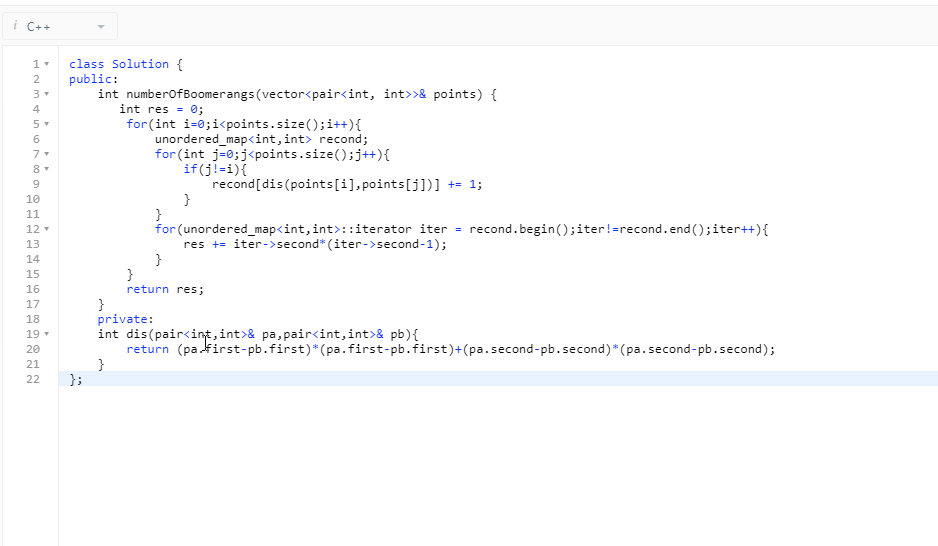 i C++
1 class Solution {
2 public:
3     int numberOfBoomerangs(vector<pair<int, int>>& points) {
4        int res = 0;
5         for(int i=0;i<points.size();i++){
6             unordered_map<int,int> recond;
7             for(int j=0;j<points.size();j++){
8                 if(j!=i){
9                     recond[dis(points[i],points[j])] += 1;
10                 }
11             }
12             for(unordered_map<int,int>::iterator iter = recond.begin();iter!=recond.end();iter++){
13                 res += iter->second*(iter->second-1);
14             }
15         }
16         return res;
17     }
18     private:
19     int dis(pair<int,int>& pa,pair<int,int>& pb){
20         return (pa.first-pb.first)*(pa.first-pb.first)+(pa.second-pb.second)*(pa.second-pb.second);
21     }
22 };